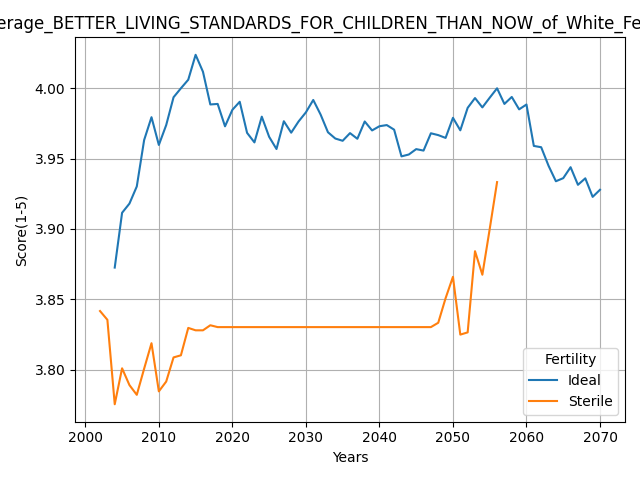 erage_BETTER_LIVING_STANDARDS_FOR_CHILDREN_THAN_NOW_of_White_Fe
4.00
3.95
3.90
3.85
3.80
Score(1-5)
2000 2010 2020 2030 2040 2050 2060 2070
Years
Fertility
Ideal
Sterile